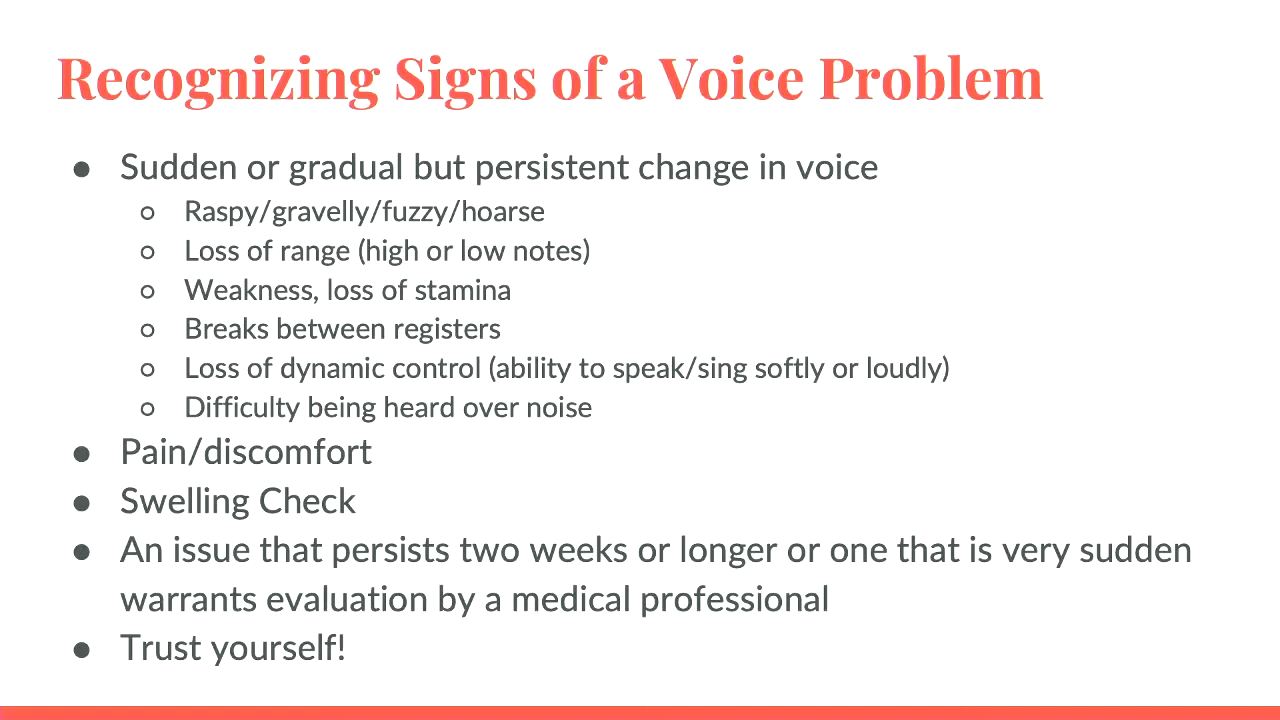 Recognizing Signs of a Voice Problem
● Sudden or gradual but persistent change in voice
○ Raspy/gravelly/fuzzy/hoarse
○ Loss of range (high or low notes)
○ Weakness, loss of stamina
○ Breaks between registers
○ Loss of dynamic control (ability to speak/sing softly or loudly)
○ Difficulty being heard over noise
● Pain/discomfort
● Swelling Check
● An issue that persists two weeks or longer or one that is very sudden
warrants evaluation by a medical professional
● Trust yourself!